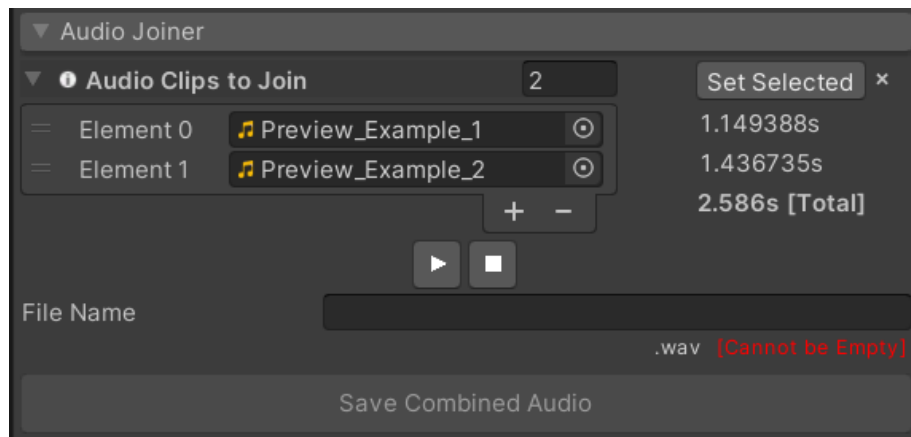 Audio Joiner
Audio Clips to Join 2 Set Selected ×
Element 0 Preview_Example_1 1.149388s
Element 1 Preview_Example_2 1.436735s
2.586s [Total]
+ −
File Name
.wav [Cannot be Empty]
Save Combined Audio